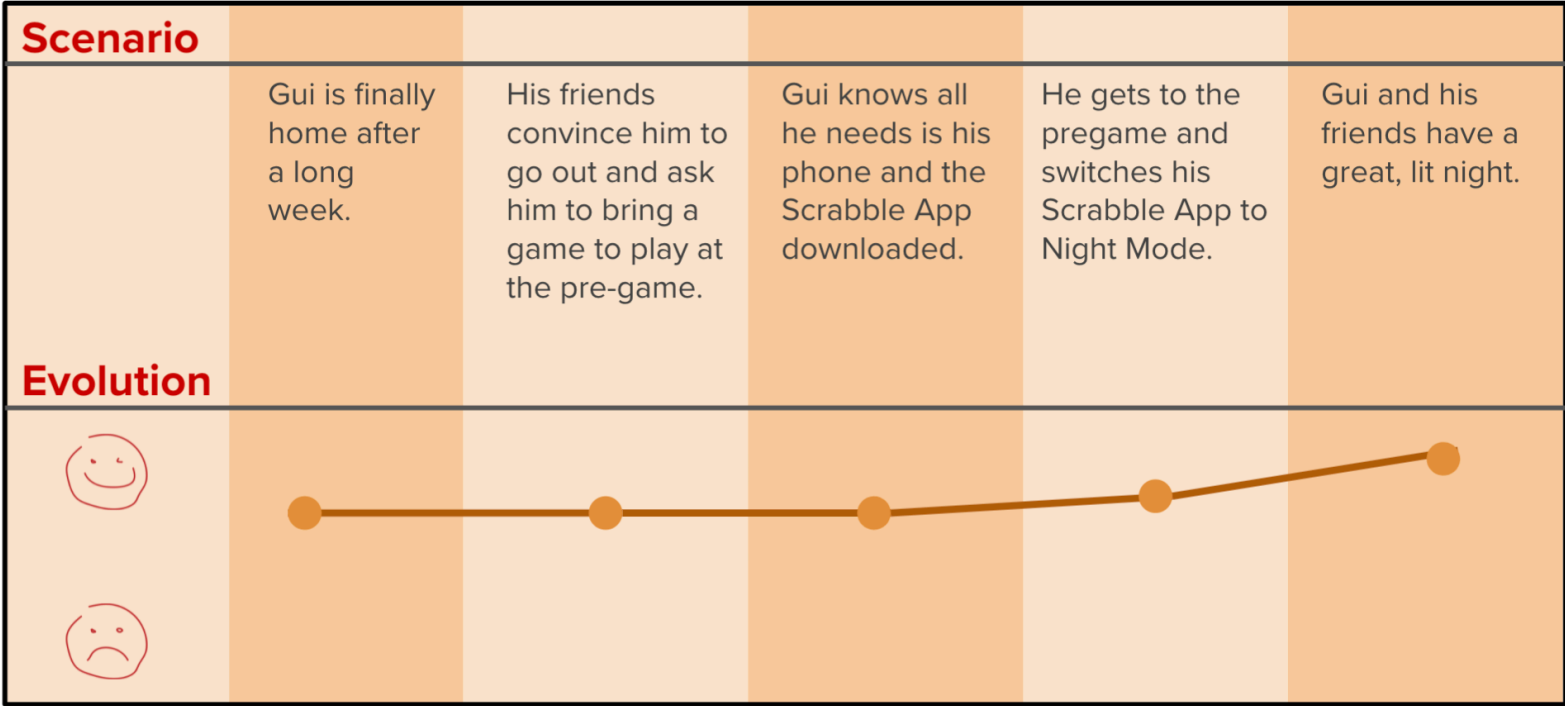 Scenario
Gui is finally
home after
a long
week.
His friends
convince him to
go out and ask
him to bring a
game to play at
the pre-game.
Gui knows all
he needs is his
phone and the
Scrabble App
downloaded.
He gets to the
pregame and
switches his
Scrabble App to
Night Mode.
Gui and his
friends have a
great, lit night.
Evolution